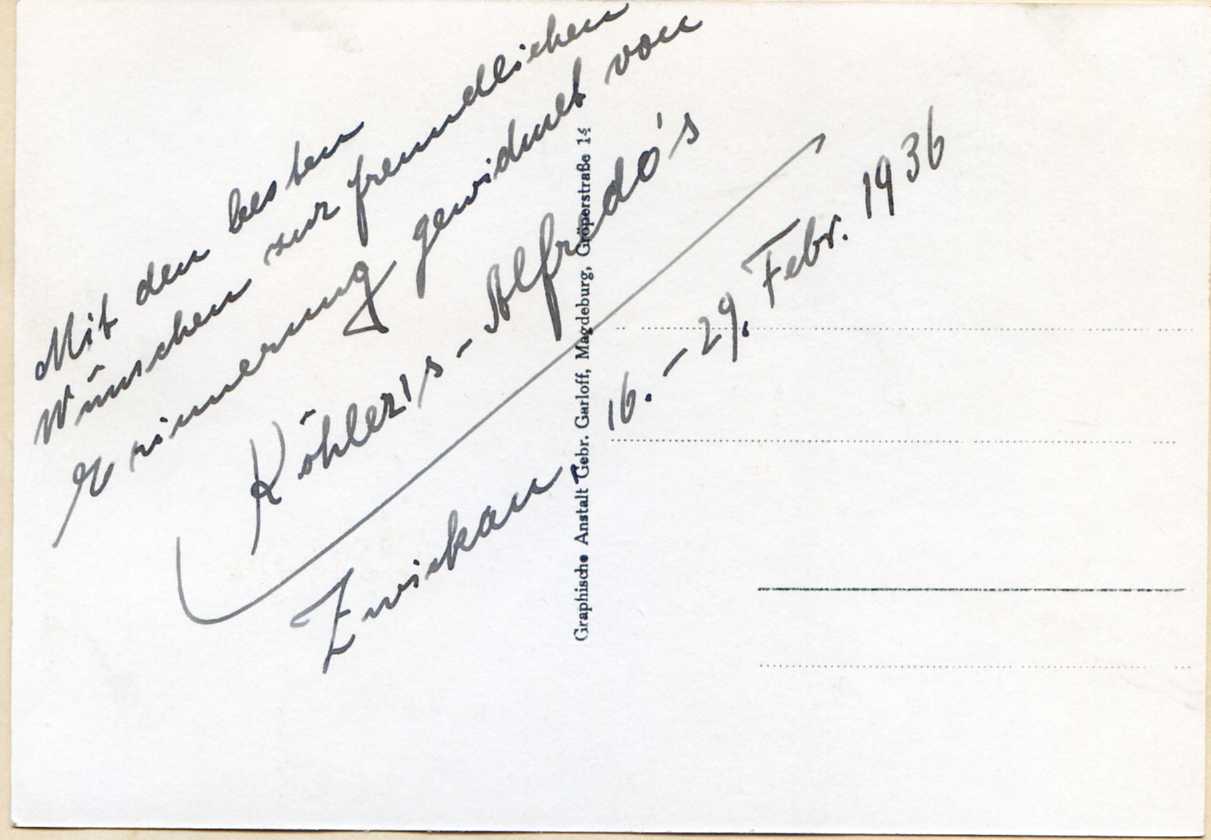 Mit den besten
Wünschen zur freundlichen
Erinnerung gewidmet von
Köhler's - Alfredo's
Zwickau, 16. - 29. Febr. 1936
Graphische Anstalt Gebr. Garloff, Magdeburg, Gröperstraße 14